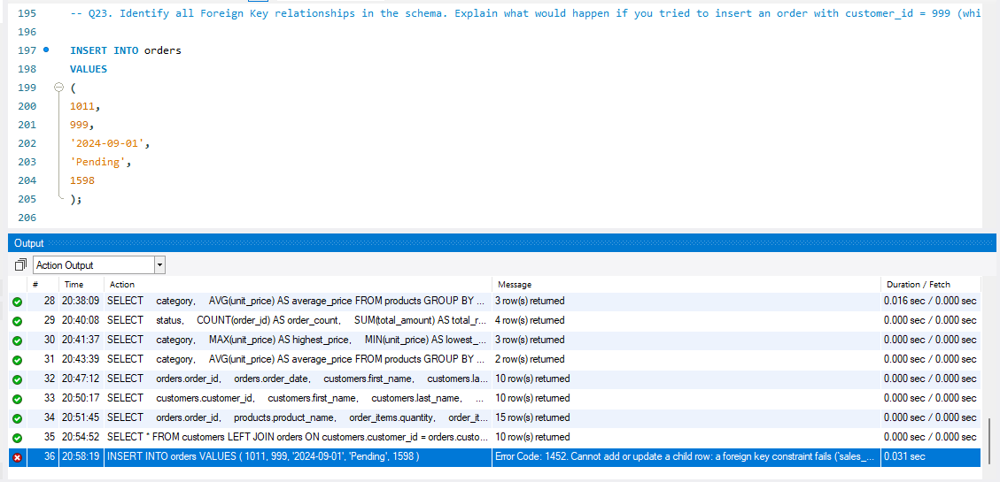 195 -- Q23. Identify all Foreign Key relationships in the schema. Explain what would happen if you tried to insert an order with customer_id = 999 (whi
196
197 INSERT INTO orders
198 VALUES
199 (
200 1011,
201 999,
202 '2024-09-01',
203 'Pending',
204 1598
205 );
206
Output
Action Output
# Time Action Message Duration / Fetch
28 20:38:09 SELECT category, AVG(unit_price) AS average_price FROM products GROUP BY ... 3 row(s) returned 0.016 sec / 0.000 sec
29 20:40:08 SELECT status, COUNT(order_id) AS order_count, SUM(total_amount) AS total_r... 4 row(s) returned 0.000 sec / 0.000 sec
30 20:41:37 SELECT category, MAX(unit_price) AS highest_price, MIN(unit_price) AS lowest_... 3 row(s) returned 0.000 sec / 0.000 sec
31 20:43:39 SELECT category, AVG(unit_price) AS average_price FROM products GROUP BY ... 2 row(s) returned 0.000 sec / 0.000 sec
32 20:47:12 SELECT orders.order_id, orders.order_date, customers.first_name, customers.la... 10 row(s) returned 0.000 sec / 0.000 sec
33 20:50:17 SELECT customers.customer_id, customers.first_name, customers.last_name, ... 10 row(s) returned 0.000 sec / 0.000 sec
34 20:51:45 SELECT orders.order_id, products.product_name, order_items.quantity, order_it... 15 row(s) returned 0.000 sec / 0.000 sec
35 20:54:52 SELECT * FROM customers LEFT JOIN orders ON customers.customer_id = orders.custo... 10 row(s) returned 0.000 sec / 0.000 sec
36 20:58:19 INSERT INTO orders VALUES ( 1011, 999, '2024-09-01', 'Pending', 1598 ) Error Code: 1452. Cannot add or update a child row: a foreign key constraint fails (`sales_... 0.031 sec